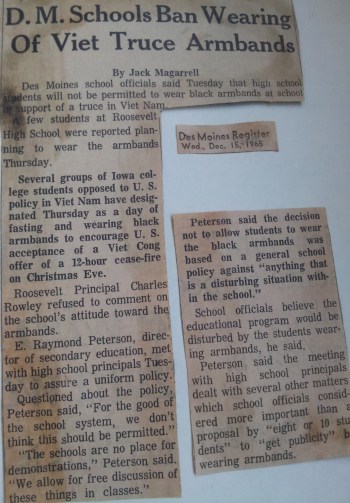 D. M. Schools Ban Wearing
Of Viet Truce Armbands
By Jack Magarrell
Des Moines school officials said Tuesday that high school
students will not be permitted to wear black armbands at school
in support of a truce in Viet Nam.
A few students at Roosevelt
High School were reported plan-
ning to wear the armbands
Thursday.
Several groups of Iowa col-
lege students opposed to U. S.
policy in Viet Nam have desig-
nated Thursday as a day of
fasting and wearing black
armbands to encourage U. S.
acceptance of a Viet Cong
offer of a 12-hour cease-fire
on Christmas Eve.
Roosevelt Principal Charles
Rowley refused to comment on
the school's attitude toward the
armbands.
E. Raymond Peterson, direc-
tor of secondary education, met
with high school principals Tues-
day to assure a uniform policy.
Questioned about the policy,
Peterson said, "For the good of
the school system, we don't
think this should be permitted."
"The schools are no place for
demonstrations," Peterson said.
"We allow for free discussion of
these things in classes."
Des Moines Register
Wed., Dec. 15, 1965
Peterson said the decision
not to allow students to wear
the black armbands was
based on a general school
policy against "anything that
is a disturbing situation with-
in the school."
School officials believe the
educational program would be
disturbed by the students wear-
ing armbands, he said.
Peterson said the meeting
with high school principals
dealt with several other matters
which school officials consid-
ered more important than a
proposal by "eight or 10 stu-
dents" to "get publicity" by
wearing armbands.